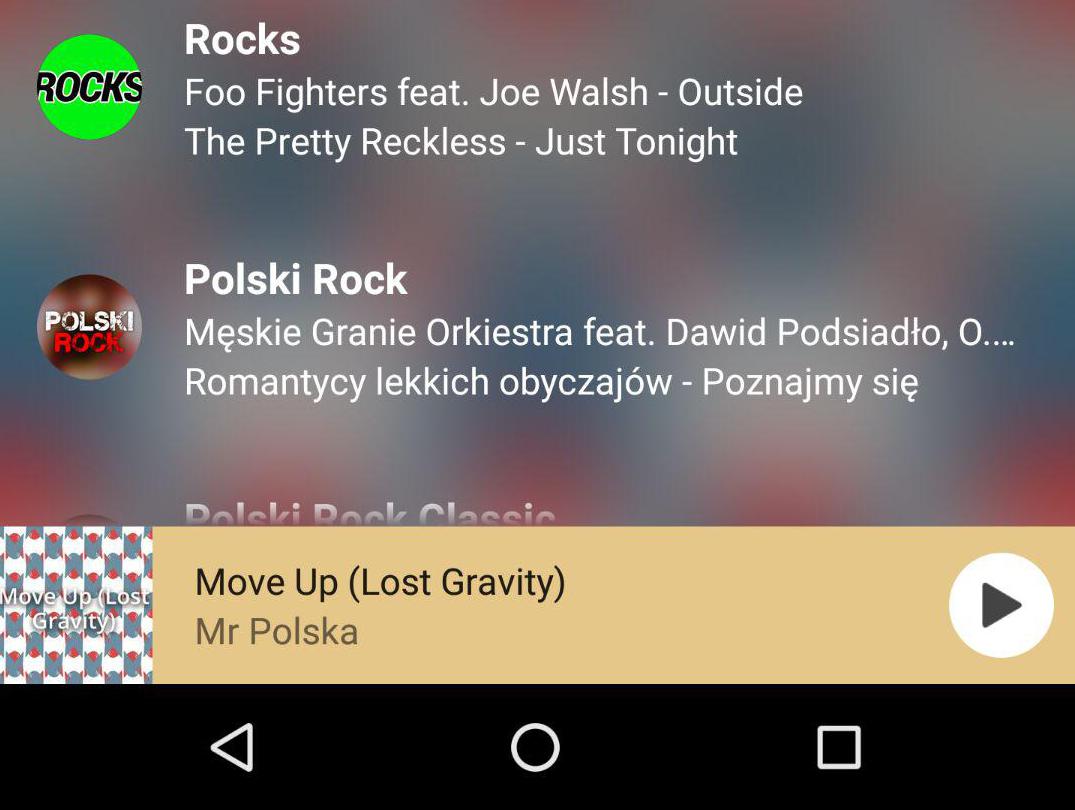 ROCKS
Rocks
Foo Fighters feat. Joe Walsh - Outside
The Pretty Reckless - Just Tonight
POLSKI
ROCK
Polski Rock
Męskie Granie Orkiestra feat. Dawid Podsiadło, O.…
Romantycy lekkich obyczajów - Poznajmy się
Polski Rock Classic
Move Up (Lost
Gravity)
Move Up (Lost Gravity)
Mr Polska